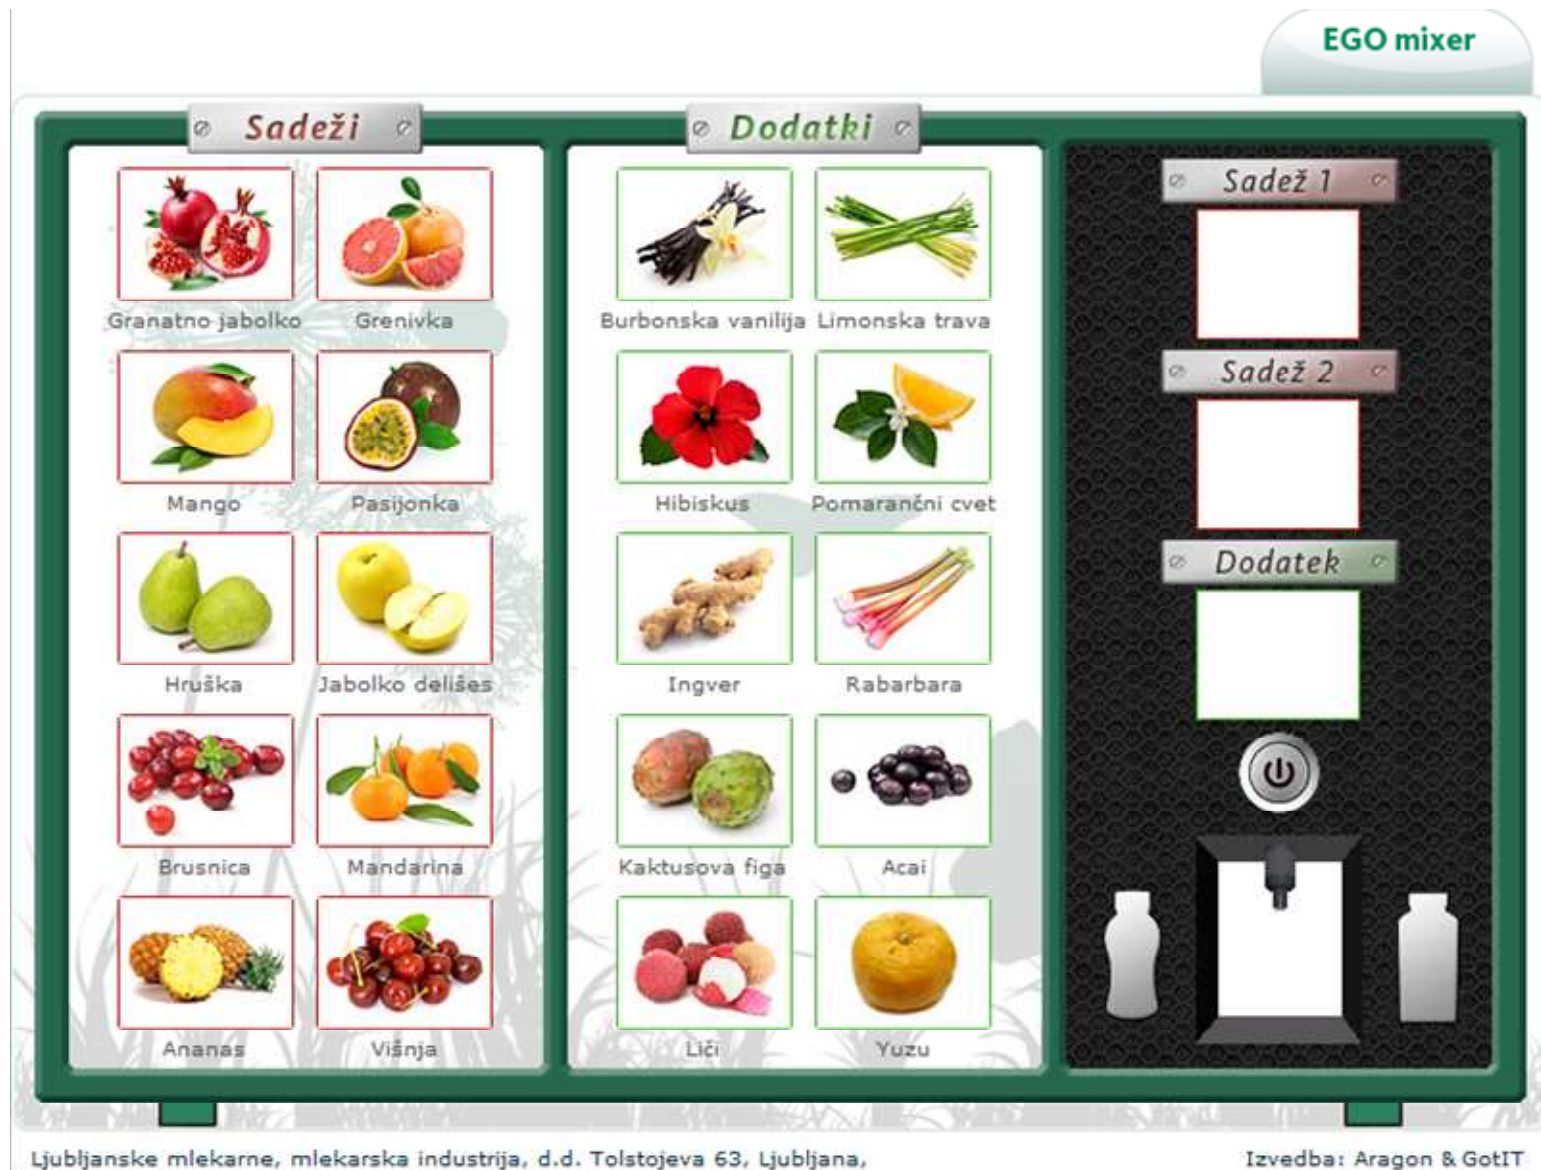 EGO mixer
Sadeži
Dodatki
Sadež 1
Granatno jabolko
Grenivka
Burbonska vanilija
Limonska trava
Sadež 2
Mango
Pasijonka
Hibiskus
Pomarančni cvet
Dodatek
Hruška
Jabolko delišes
Ingver
Rabarbara
Brusnica
Mandarina
Kaktusova figa
Acai
Ananas
Višnja
Liči
Yuzu
Ljubljanske mlekarne, mlekarska industrija, d.d. Tolstojeva 63, Ljubljana,
Izvedba: Aragon & GotIT